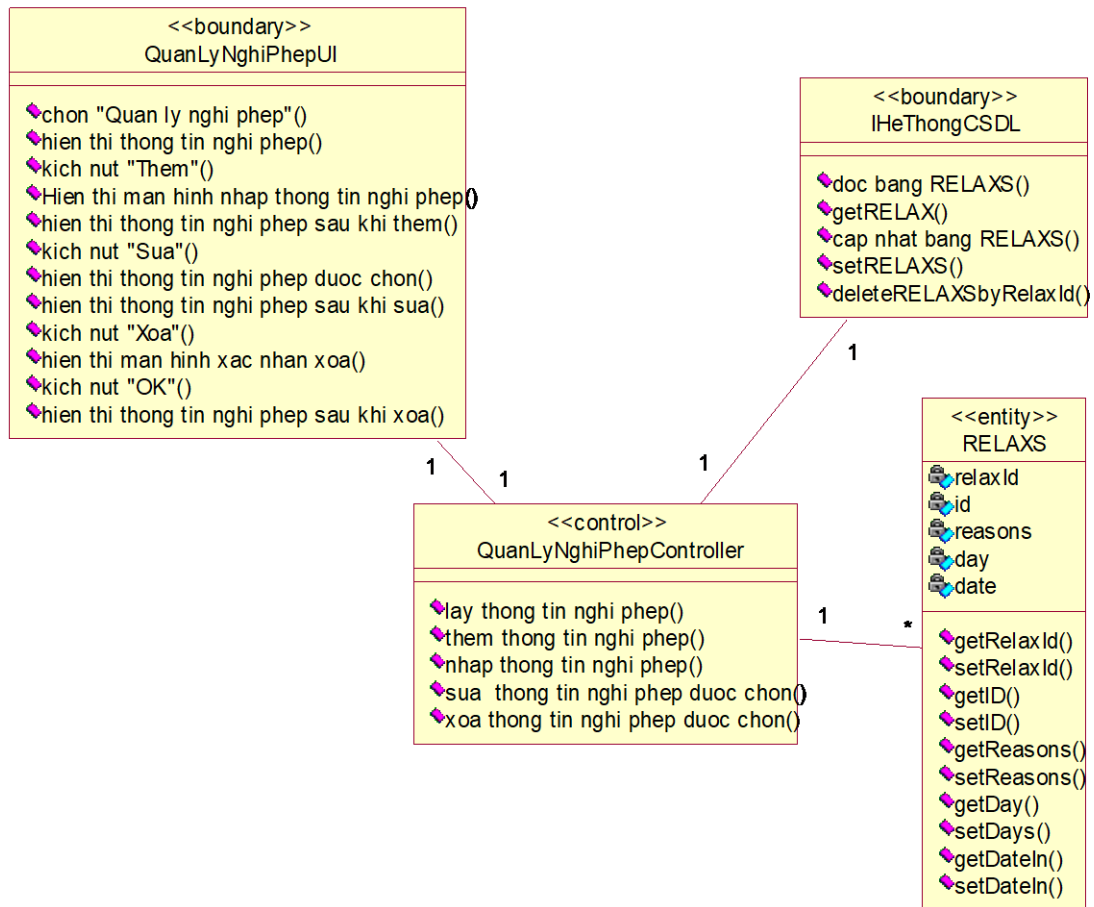 <<boundary>>
QuanLyNghiPhepUI
chon "Quan ly nghi phep"()
hien thi thong tin nghi phep()
kich nut "Them"()
Hien thi man hinh nhap thong tin nghi phep()
hien thi thong tin nghi phep sau khi them()
kich nut "Sua"()
hien thi thong tin nghi phep duoc chon()
hien thi thong tin nghi phep sau khi sua()
kich nut "Xoa"()
hien thi man hinh xac nhan xoa()
kich nut "OK"()
hien thi thong tin nghi phep sau khi xoa()
<<boundary>>
IHeThongCSDL
doc bang RELAXS()
getRELAX()
cap nhat bang RELAXS()
setRELAXS()
deleteRELAXSbyRelaxId()
1
1
1
1
<<control>>
QuanLyNghiPhepController
lay thong tin nghi phep()
them thong tin nghi phep()
nhap thong tin nghi phep()
sua  thong tin nghi phep duoc chon()
xoa thong tin nghi phep duoc chon()
1
*
<<entity>>
RELAXS
relaxId
id
reasons
day
date
getRelaxId()
setRelaxId()
getID()
setID()
getReasons()
setReasons()
getDay()
setDays()
getDateIn()
setDateIn()